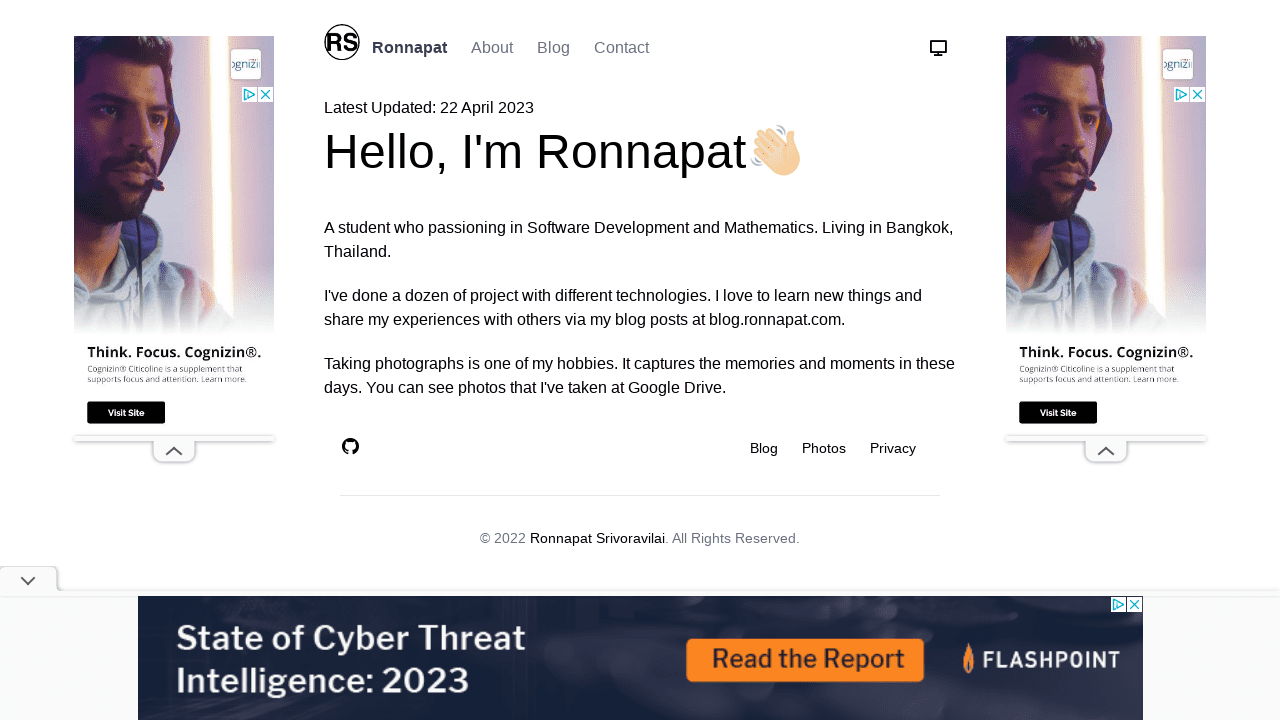 RS
Ronnapat About Blog Contact
Latest Updated: 22 April 2023
Hello, I'm Ronnapat
A student who passioning in Software Development and Mathematics. Living in Bangkok,
Thailand.
I've done a dozen of project with different technologies. I love to learn new things and
share my experiences with others via my blog posts at blog.ronnapat.com.
Taking photographs is one of my hobbies. It captures the memories and moments in these
days. You can see photos that I've taken at Google Drive.
Blog Photos Privacy
© 2022 Ronnapat Srivoravilai. All Rights Reserved.
ognizi
Think. Focus. Cognizin®.
Cognizin® Citicoline is a supplement that
supports focus and attention. Learn more.
Visit Site
ognizi
Think. Focus. Cognizin®.
Cognizin® Citicoline is a supplement that
supports focus and attention. Learn more.
Visit Site
State of Cyber Threat
Intelligence: 2023
Read the Report
FLASHPOINT